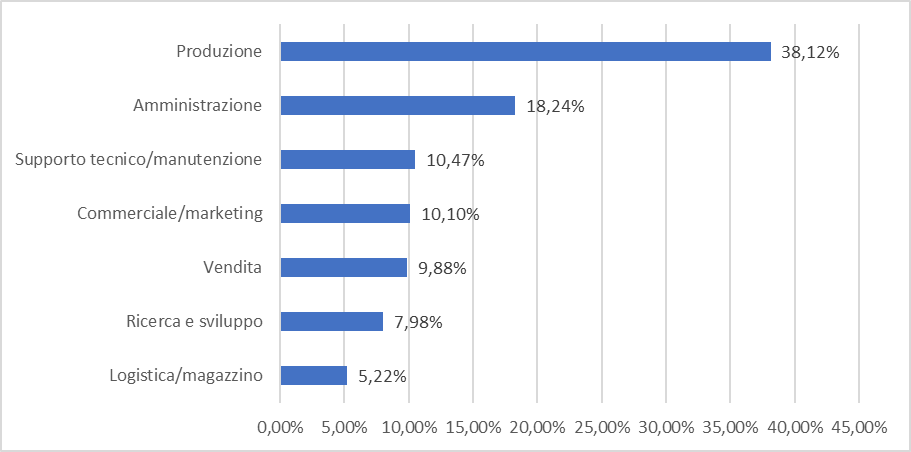 Produzione 38,12%
Amministrazione 18,24%
Supporto tecnico/manutenzione 10,47%
Commerciale/marketing 10,10%
Vendita 9,88%
Ricerca e sviluppo 7,98%
Logistica/magazzino 5,22%
0,00% 5,00% 10,00% 15,00% 20,00% 25,00% 30,00% 35,00% 40,00% 45,00%